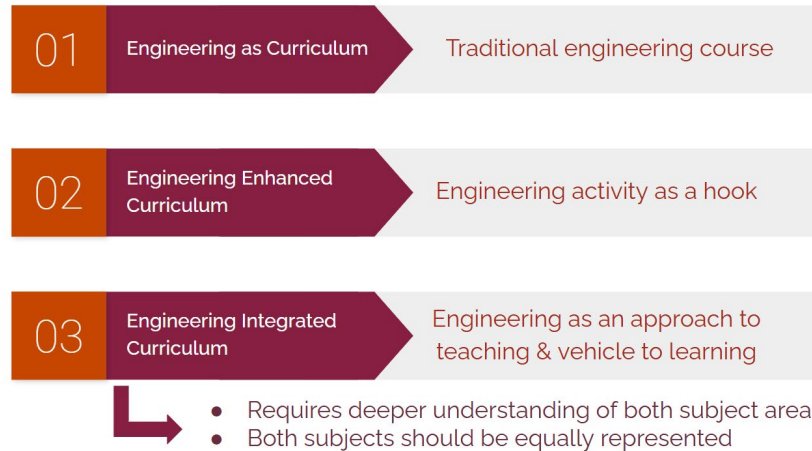 01
Engineering as Curriculum
Traditional engineering course
02
Engineering Enhanced
Curriculum
Engineering activity as a hook
03
Engineering Integrated
Curriculum
Engineering as an approach to
teaching & vehicle to learning
● Requires deeper understanding of both subject area
● Both subjects should be equally represented